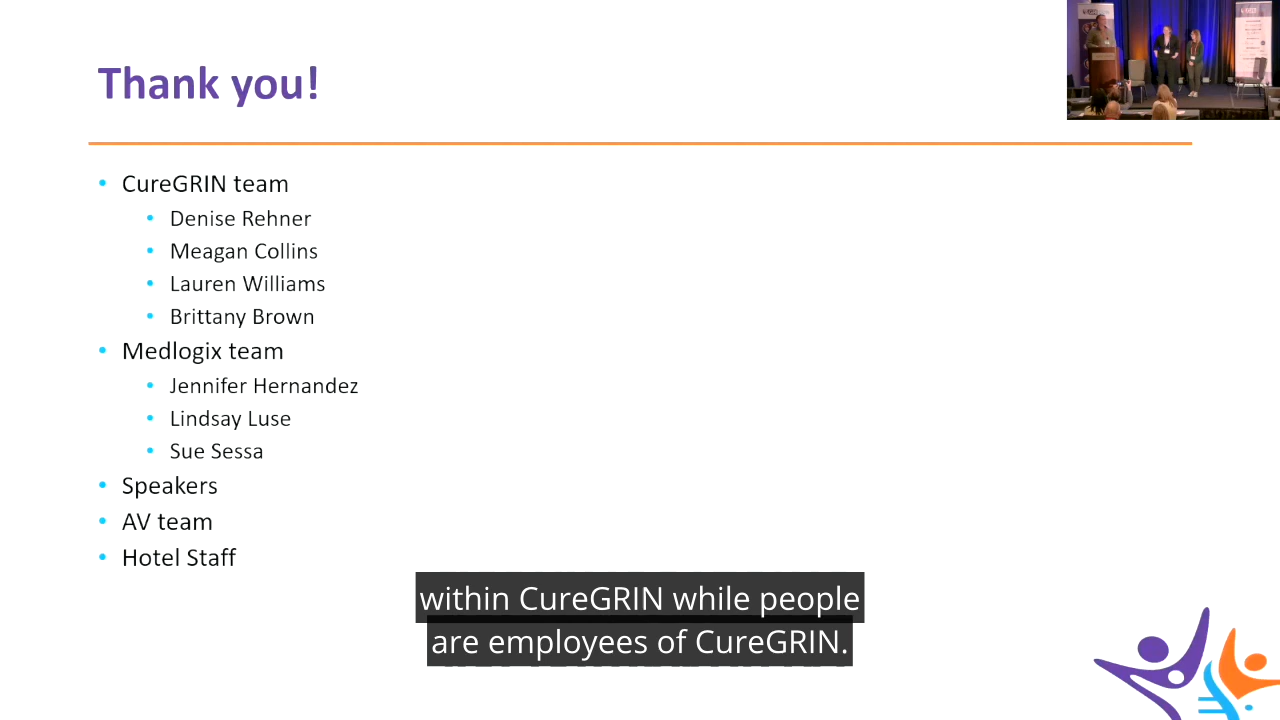 Thank you!
CureGRIN team
Denise Rehner
Meagan Collins
Lauren Williams
Brittany Brown
Medlogix team
Jennifer Hernandez
Lindsay Luse
Sue Sessa
Speakers
AV team
Hotel Staff
within CureGRIN while people
are employees of CureGRIN.